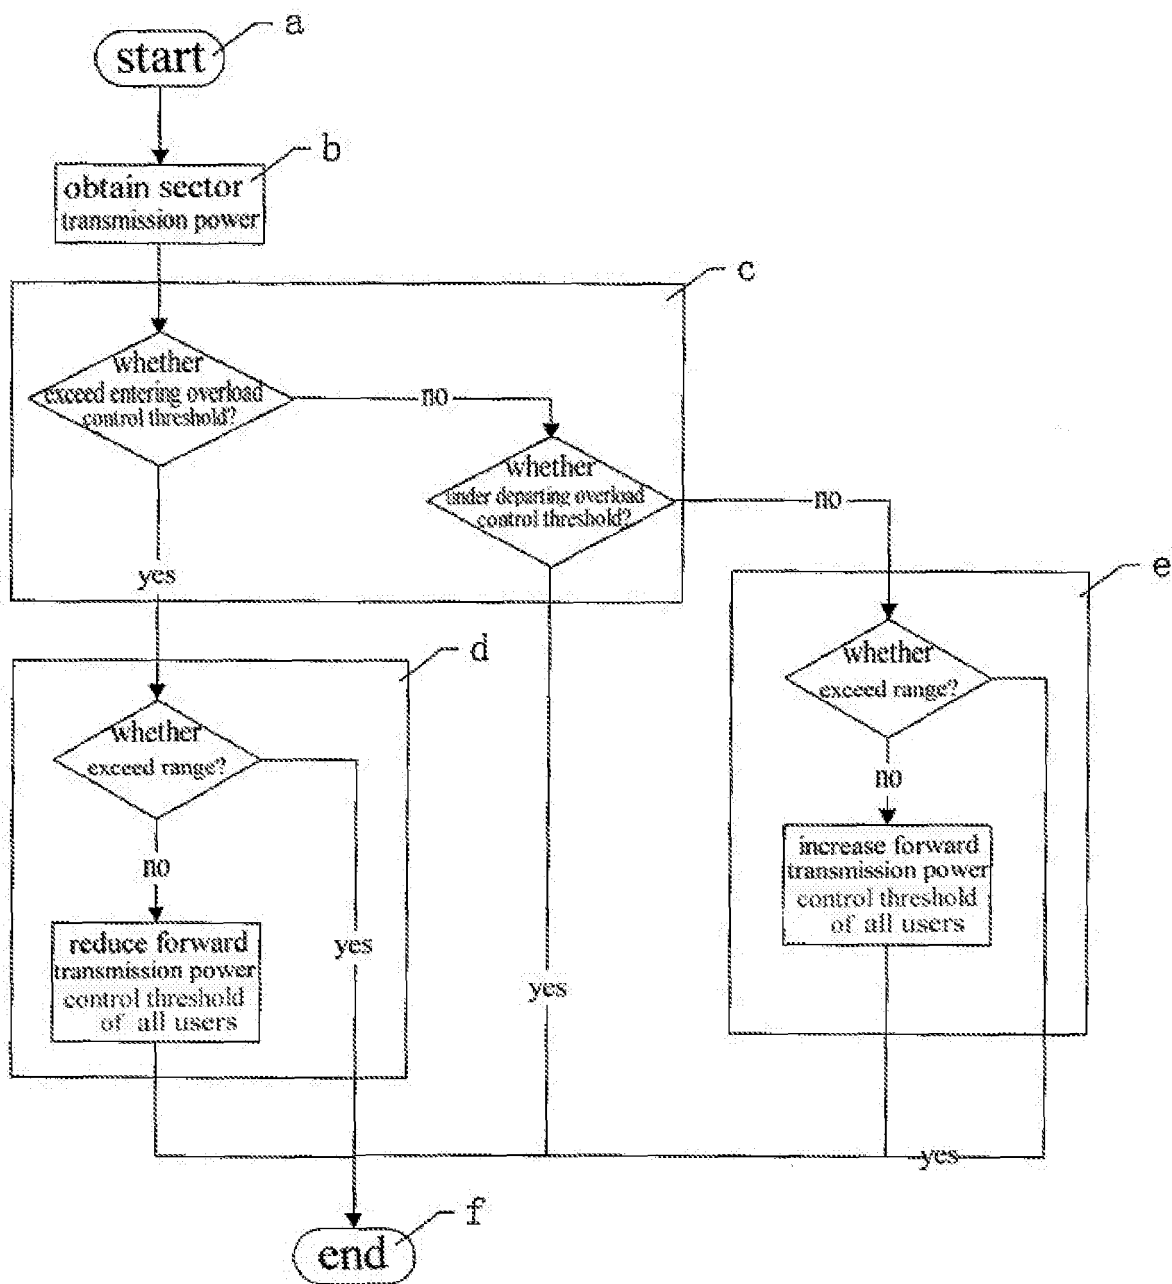 a
start
b
obtain sector
transmission power
c
whether
exceed entering overload
control threshold?
no
whether
under departing overload
control threshold?
no
yes
e
whether
exceed range?
d
whether
exceed range?
no
increase forward
transmission power
control threshold
of all users
no
reduce forward
transmission power
control threshold
of all users
yes
yes
yes
f
end